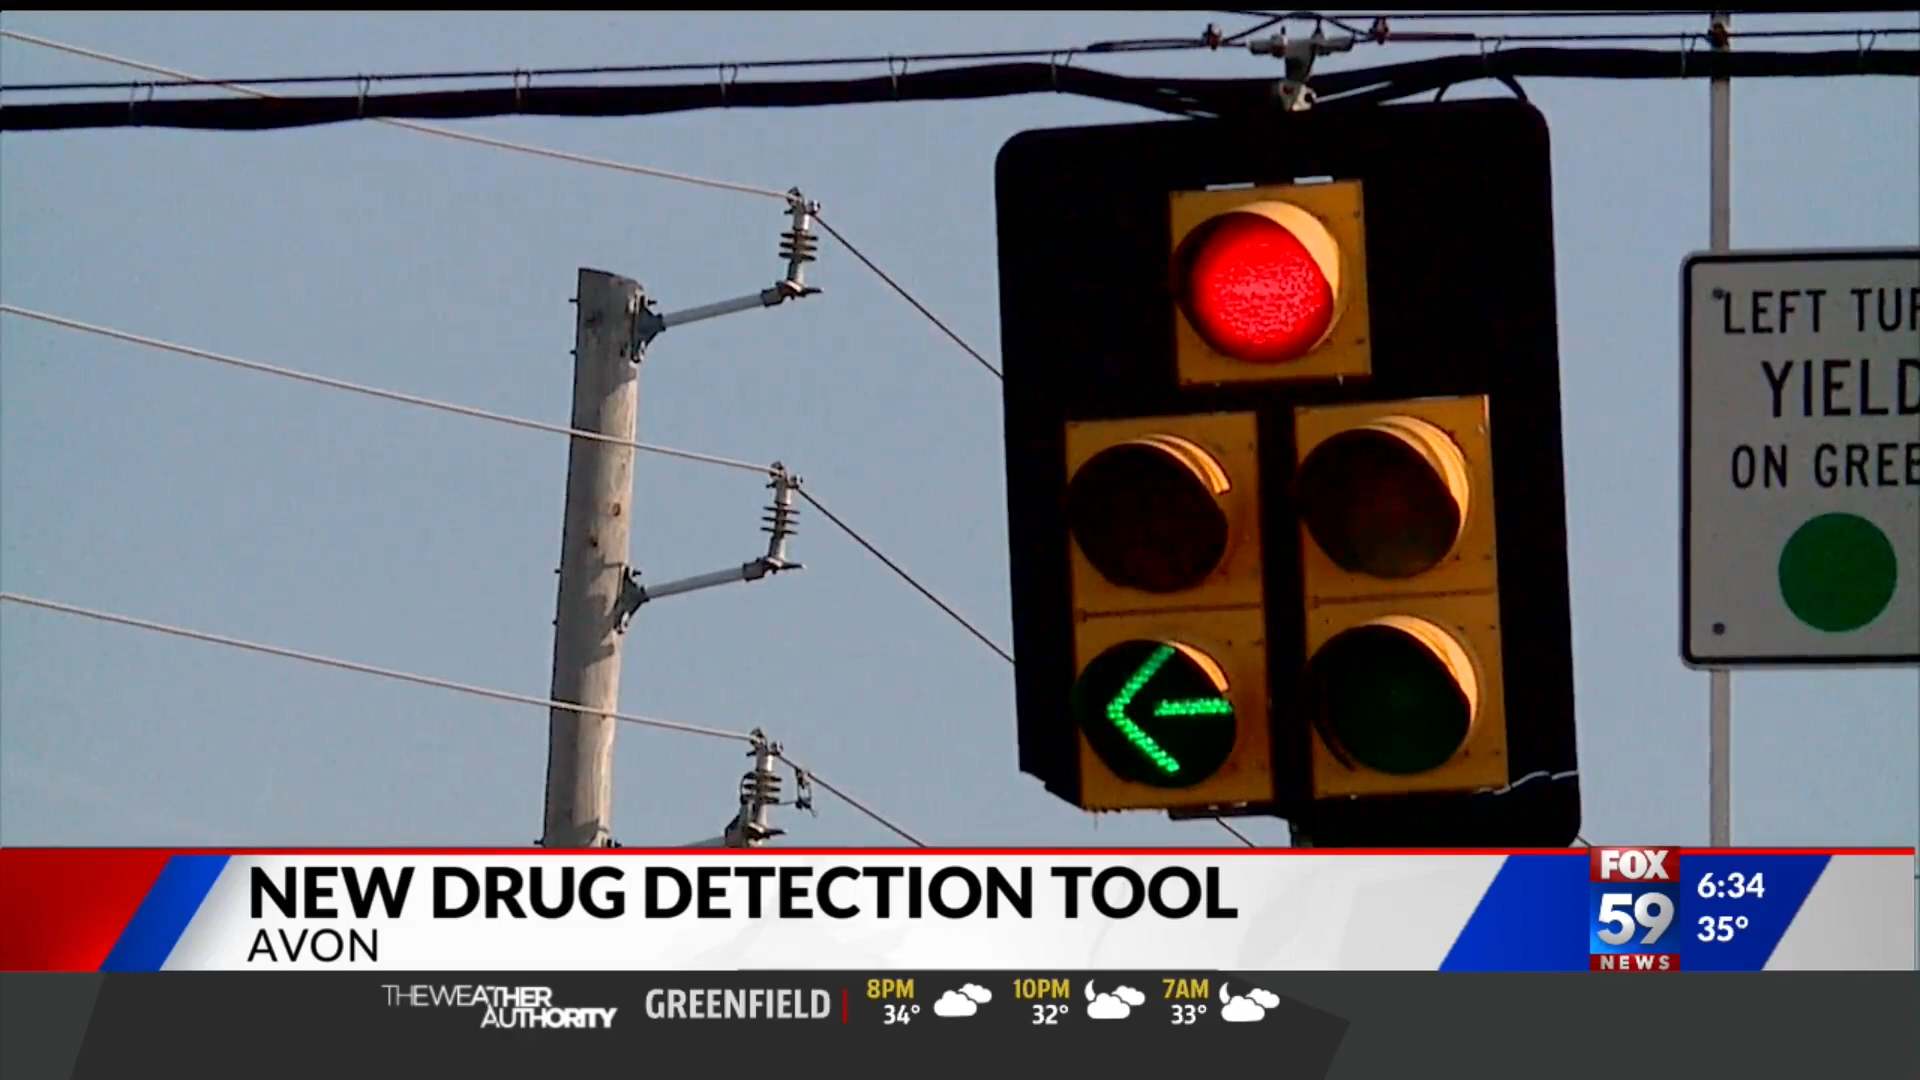 LEFT TUR
YIELD
ON GREE
NEW DRUG DETECTION TOOL
AVON
FOX
59
NEWS
6:34
35°
THE WEATHER
AUTHORITY
GREENFIELD
8PM
34°
10PM
32°
7AM
33°